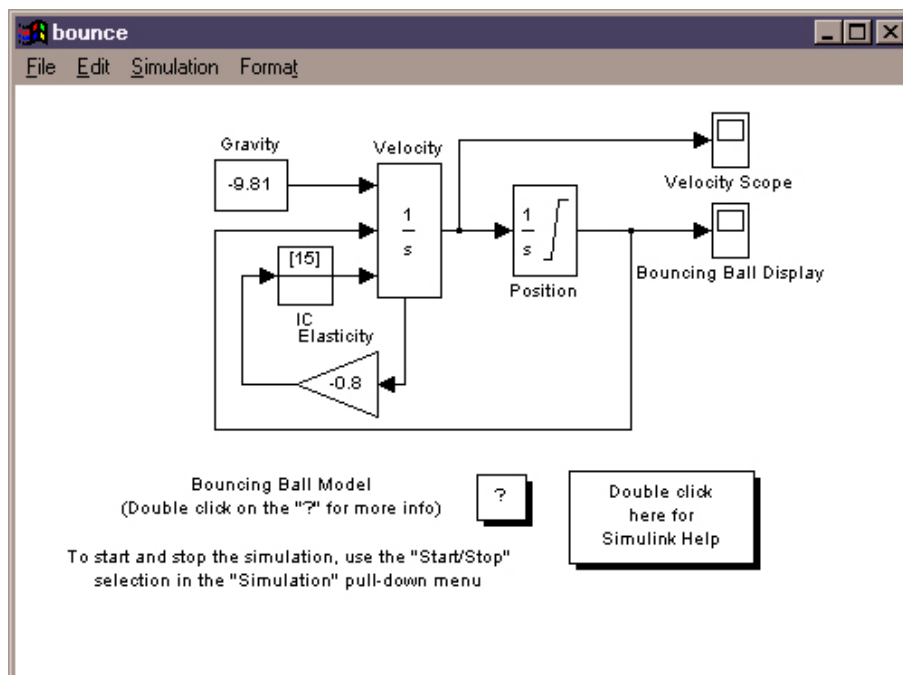 bounce
File Edit Simulation Format
Gravity
-9.81
Velocity
1
s
[15]
IC
Elasticity
-0.8
1
s
Position
Velocity Scope
Bouncing Ball Display
Bouncing Ball Model
(Double click on the "?" for more info)
?
Double click
here for
Simulink Help
To start and stop the simulation, use the "Start/Stop"
selection in the "Simulation" pull-down menu